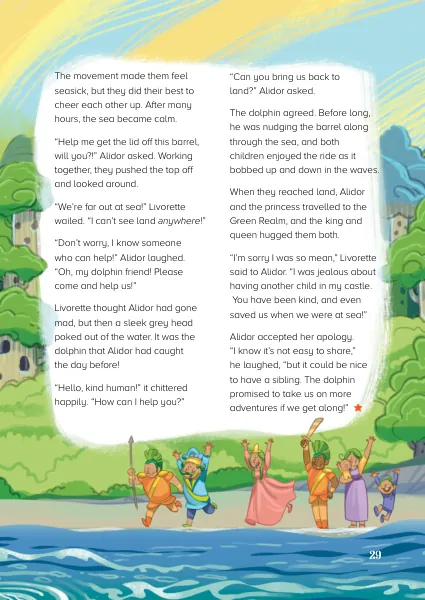 The movement made them feel
seasick, but they did their best to
cheer each other up. After many
hours, the sea became calm.
“Help me get the lid off this barrel,
will you?!” Alidor asked. Working
together, they pushed the top off
and looked around.
“We’re far out at sea!” Livorette
wailed. “I can’t see land anywhere!”
“Don’t worry, I know someone
who can help!” Alidor laughed.
“Oh, my dolphin friend! Please
come and help us!”
Livorette thought Alidor had gone
mad, but then a sleek grey head
poked out of the water. It was the
dolphin that Alidor had caught
the day before!
“Hello, kind human!” it chittered
happily. “How can I help you?”
“Can you bring us back to
land?” Alidor asked.
The dolphin agreed. Before long,
he was nudging the barrel along
through the sea, and both
children enjoyed the ride as it
bobbed up and down in the waves.
When they reached land, Alidor
and the princess travelled to the
Green Realm, and the king and
queen hugged them both.
“I’m sorry I was so mean,” Livorette
said to Alidor. “I was jealous about
having another child in my castle.
You have been kind, and even
saved us when we were at sea!”
Alidor accepted her apology.
“I know it’s not easy to share,”
he laughed, “but it could be nice
to have a sibling. The dolphin
promised to take us on more
adventures if we get along!”
29